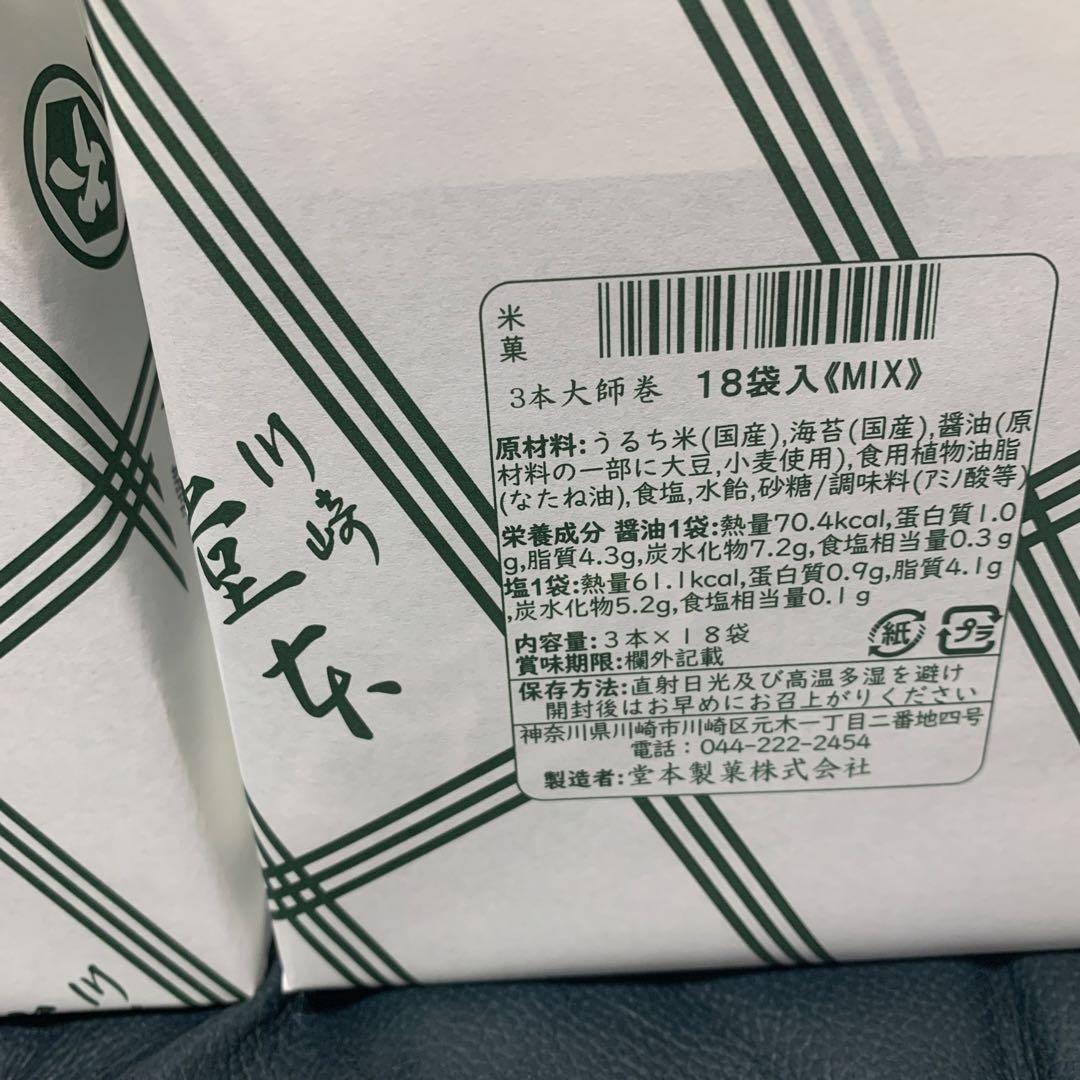 大
川崎
堂本
米菓
3本大師巻 18袋入《MIX》
原材料:うるち米(国産),海苔(国産),醤油(原
材料の一部に大豆,小麦使用),食用植物油脂
(なたね油),食塩,水飴,砂糖/調味料(アミノ酸等)
栄養成分 醤油1袋:熱量70.4kcal,蛋白質1.0
g,脂質4.3g,炭水化物7.2g,食塩相当量0.3g
塩1袋:熱量61.1kcal,蛋白質0.9g,脂質4.1g
,炭水化物5.2g,食塩相当量0.1g
内容量:3本×18袋
賞味期限:欄外記載
紙
プラ
保存方法:直射日光及び高温多湿を避け
開封後はお早めにお召上がりください
神奈川県川崎市川崎区元木一丁目二番地四号
電話:044-222-2454
製造者:堂本製菓株式会社
川